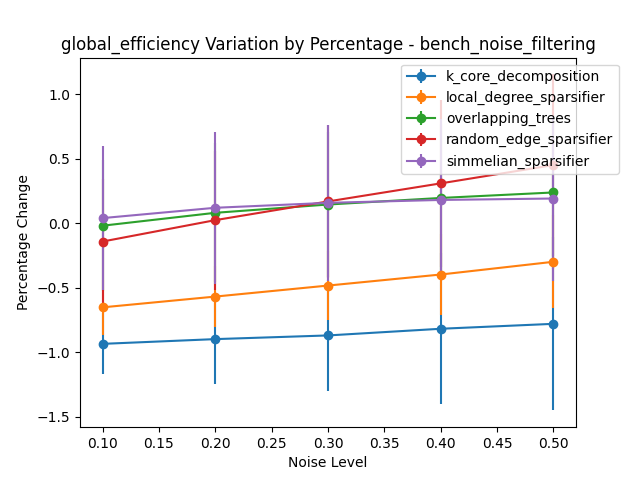 global_efficiency Variation by Percentage - bench_noise_filtering
k_core_decomposition
local_degree_sparsifier
overlapping_trees
random_edge_sparsifier
simmelian_sparsifier
Percentage Change
1.0
0.5
0.0
−0.5
−1.0
−1.5
0.10 0.15 0.20 0.25 0.30 0.35 0.40 0.45 0.50
Noise Level